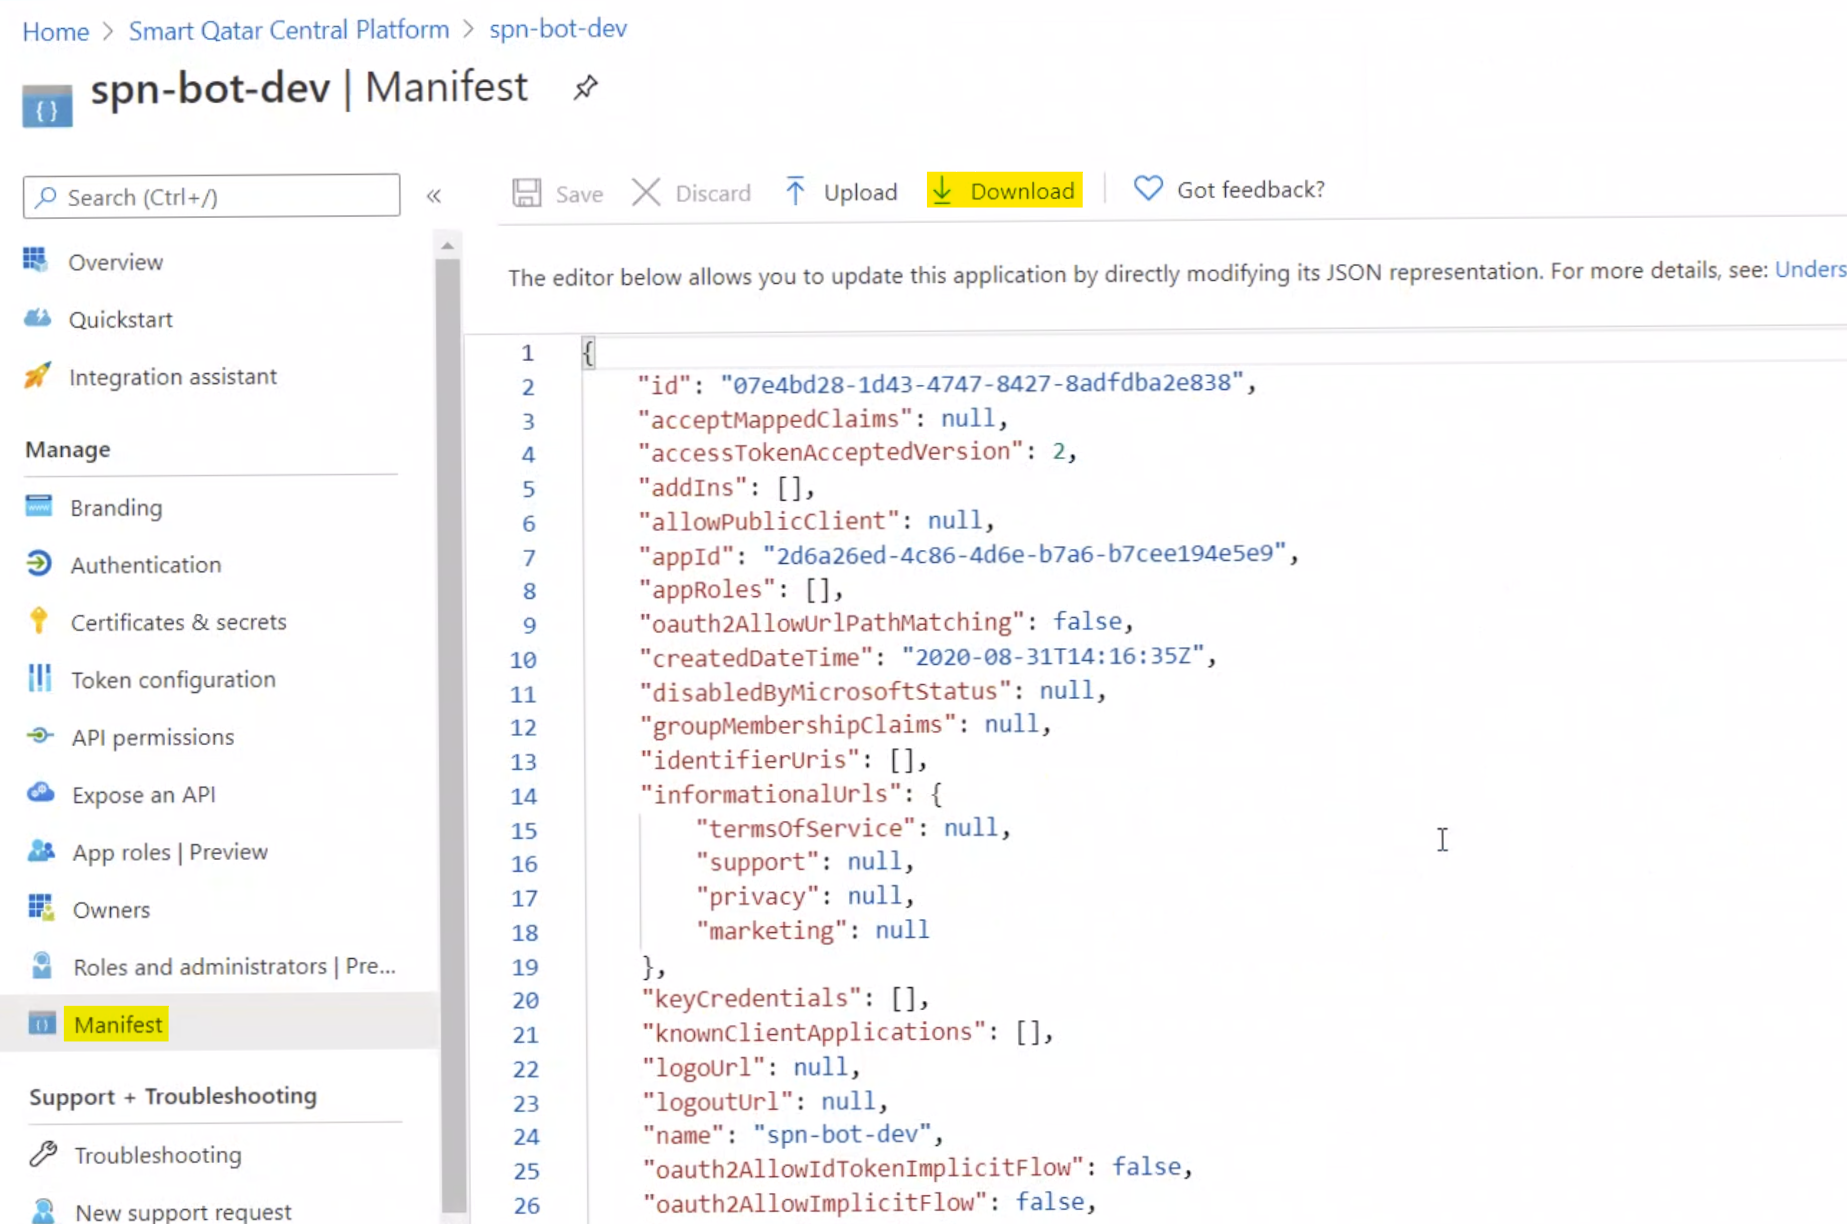 Home > Smart Qatar Central Platform > spn-bot-dev
spn-bot-dev | Manifest
Search (Ctrl+/)
«
Save
Discard
Upload
Download
Got feedback?
Overview
Quickstart
Integration assistant
Manage
Branding
Authentication
Certificates & secrets
Token configuration
API permissions
Expose an API
App roles | Preview
Owners
Roles and administrators | Pre...
Manifest
Support + Troubleshooting
Troubleshooting
New support request
The editor below allows you to update this application by directly modifying its JSON representation. For more details, see: Unders
1 {
2 "id": "07e4bd28-1d43-4747-8427-8adfdba2e838",
3 "acceptMappedClaims": null,
4 "accessTokenAcceptedVersion": 2,
5 "addIns": [],
6 "allowPublicClient": null,
7 "appId": "2d6a26ed-4c86-4d6e-b7a6-b7cee194e5e9",
8 "appRoles": [],
9 "oauth2AllowUrlPathMatching": false,
10 "createdDateTime": "2020-08-31T14:16:35Z",
11 "disabledByMicrosoftStatus": null,
12 "groupMembershipClaims": null,
13 "identifierUris": [],
14 "informationalUrls": {
15 "termsOfService": null,
16 "support": null,
17 "privacy": null,
18 "marketing": null
19 },
20 "keyCredentials": [],
21 "knownClientApplications": [],
22 "logoUrl": null,
23 "logoutUrl": null,
24 "name": "spn-bot-dev",
25 "oauth2AllowIdTokenImplicitFlow": false,
26 "oauth2AllowImplicitFlow": false,